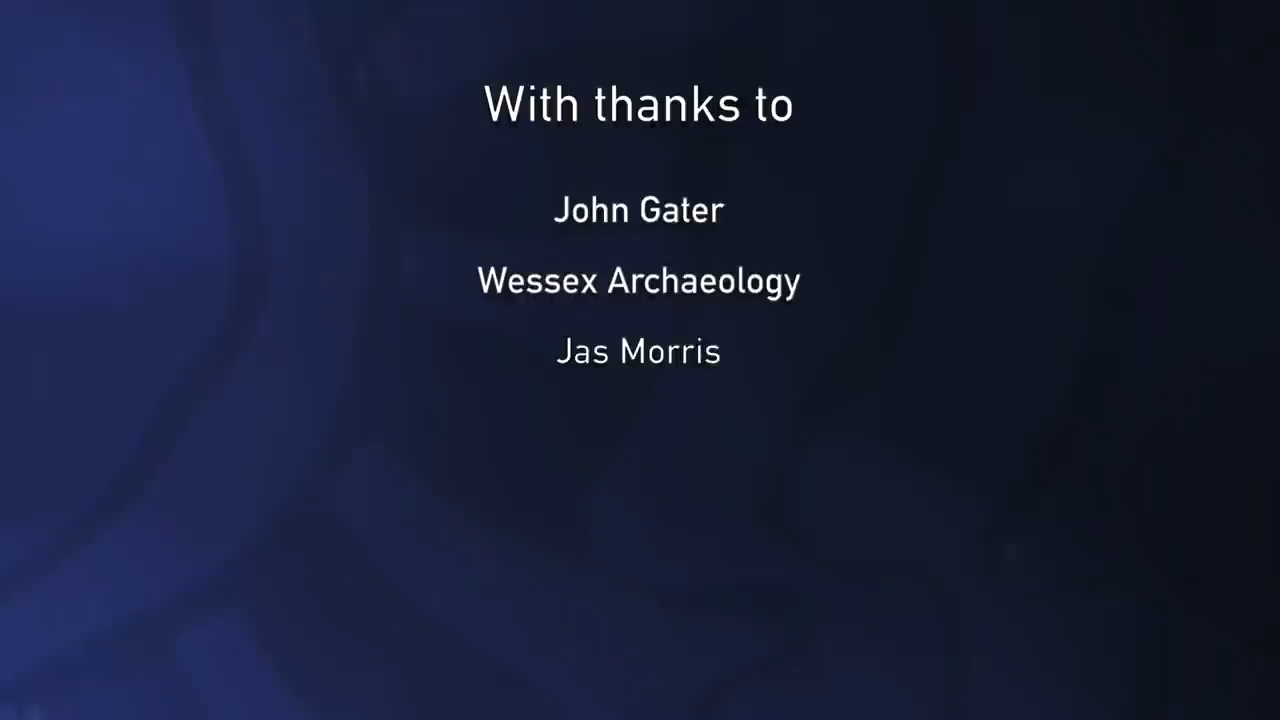 With thanks to
John Gater
Wessex Archaeology
Jas Morris